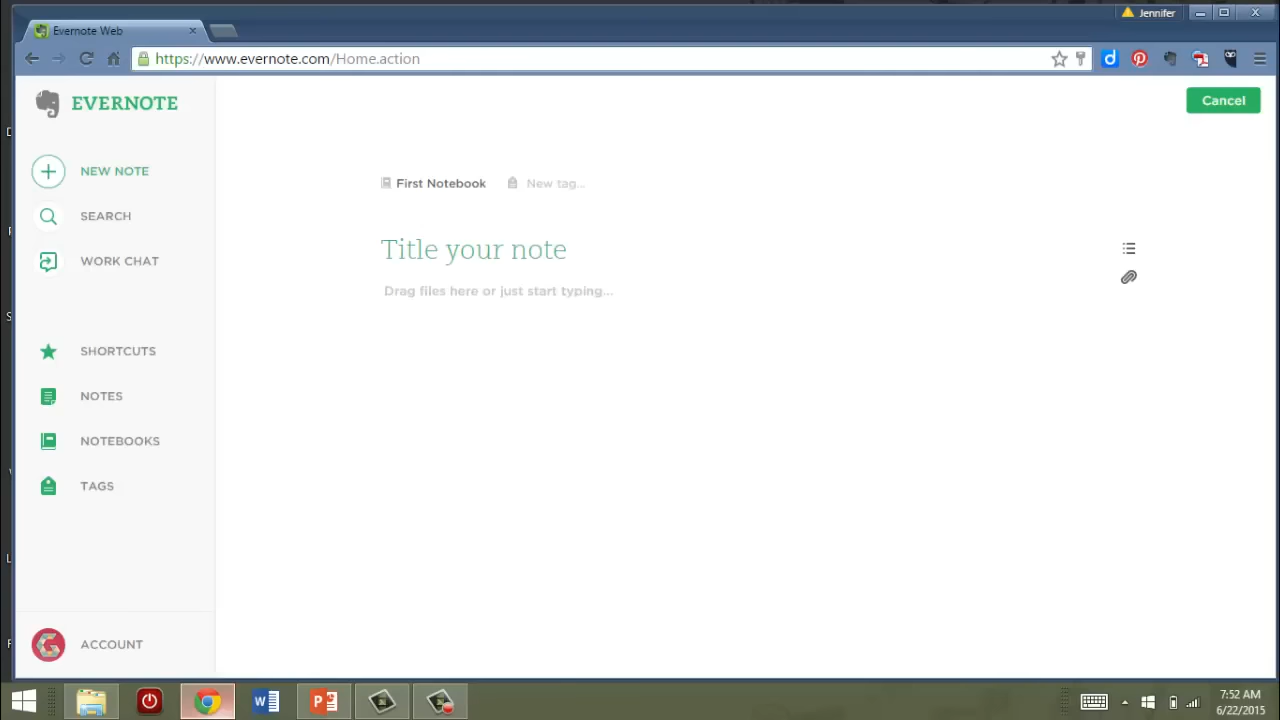 Jennifer
Evernote Web
https://www.evernote.com/Home.action
EVERNOTE
Cancel
NEW NOTE
First Notebook
New tag...
SEARCH
Title your note
WORK CHAT
Drag files here or just start typing...
SHORTCUTS
NOTES
NOTEBOOKS
TAGS
ACCOUNT
7:52 AM
6/22/2015